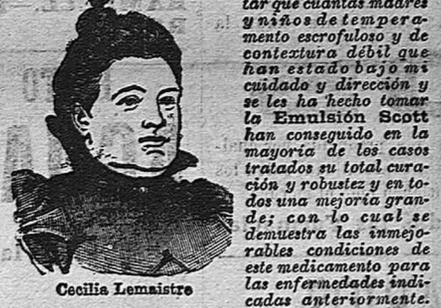 tar que cuantas madres
y niños de tempera-
mento escrofuloso y de
contextura débil que
han estado bajo mi
cuidado y dirección y
se les ha hecho tomar
la Emulsión Scott
han conseguido en la
mayoría de los casos
tratados su total cura-
ción y robustez y en to-
dos una mejoría gran-
de; con lo cual se
demuestra las inmejo-
rables condiciones de
este medicamento para
las enfermedades indi-
cadas anteriormente.
Cecilia Lemaistre